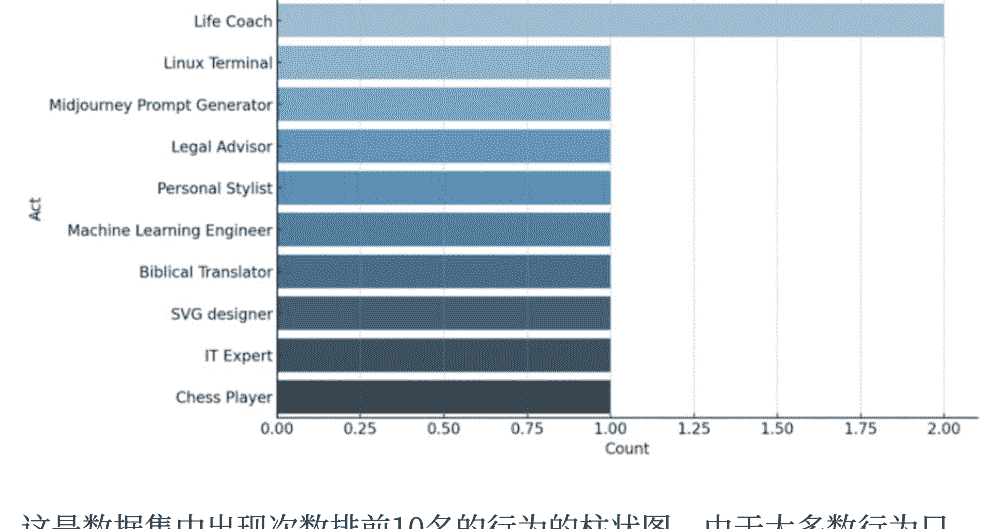 Life Coach
Linux Terminal
Midjourney Prompt Generator
Legal Advisor
Personal Stylist
Machine Learning Engineer
Biblical Translator
SVG designer
IT Expert
Chess Player
Act
0.00 0.25 0.50 0.75 1.00 1.25 1.50 1.75 2.00
Count
这是数据集中出现次数排前10名的行为的柱状图。由于大多数行为只